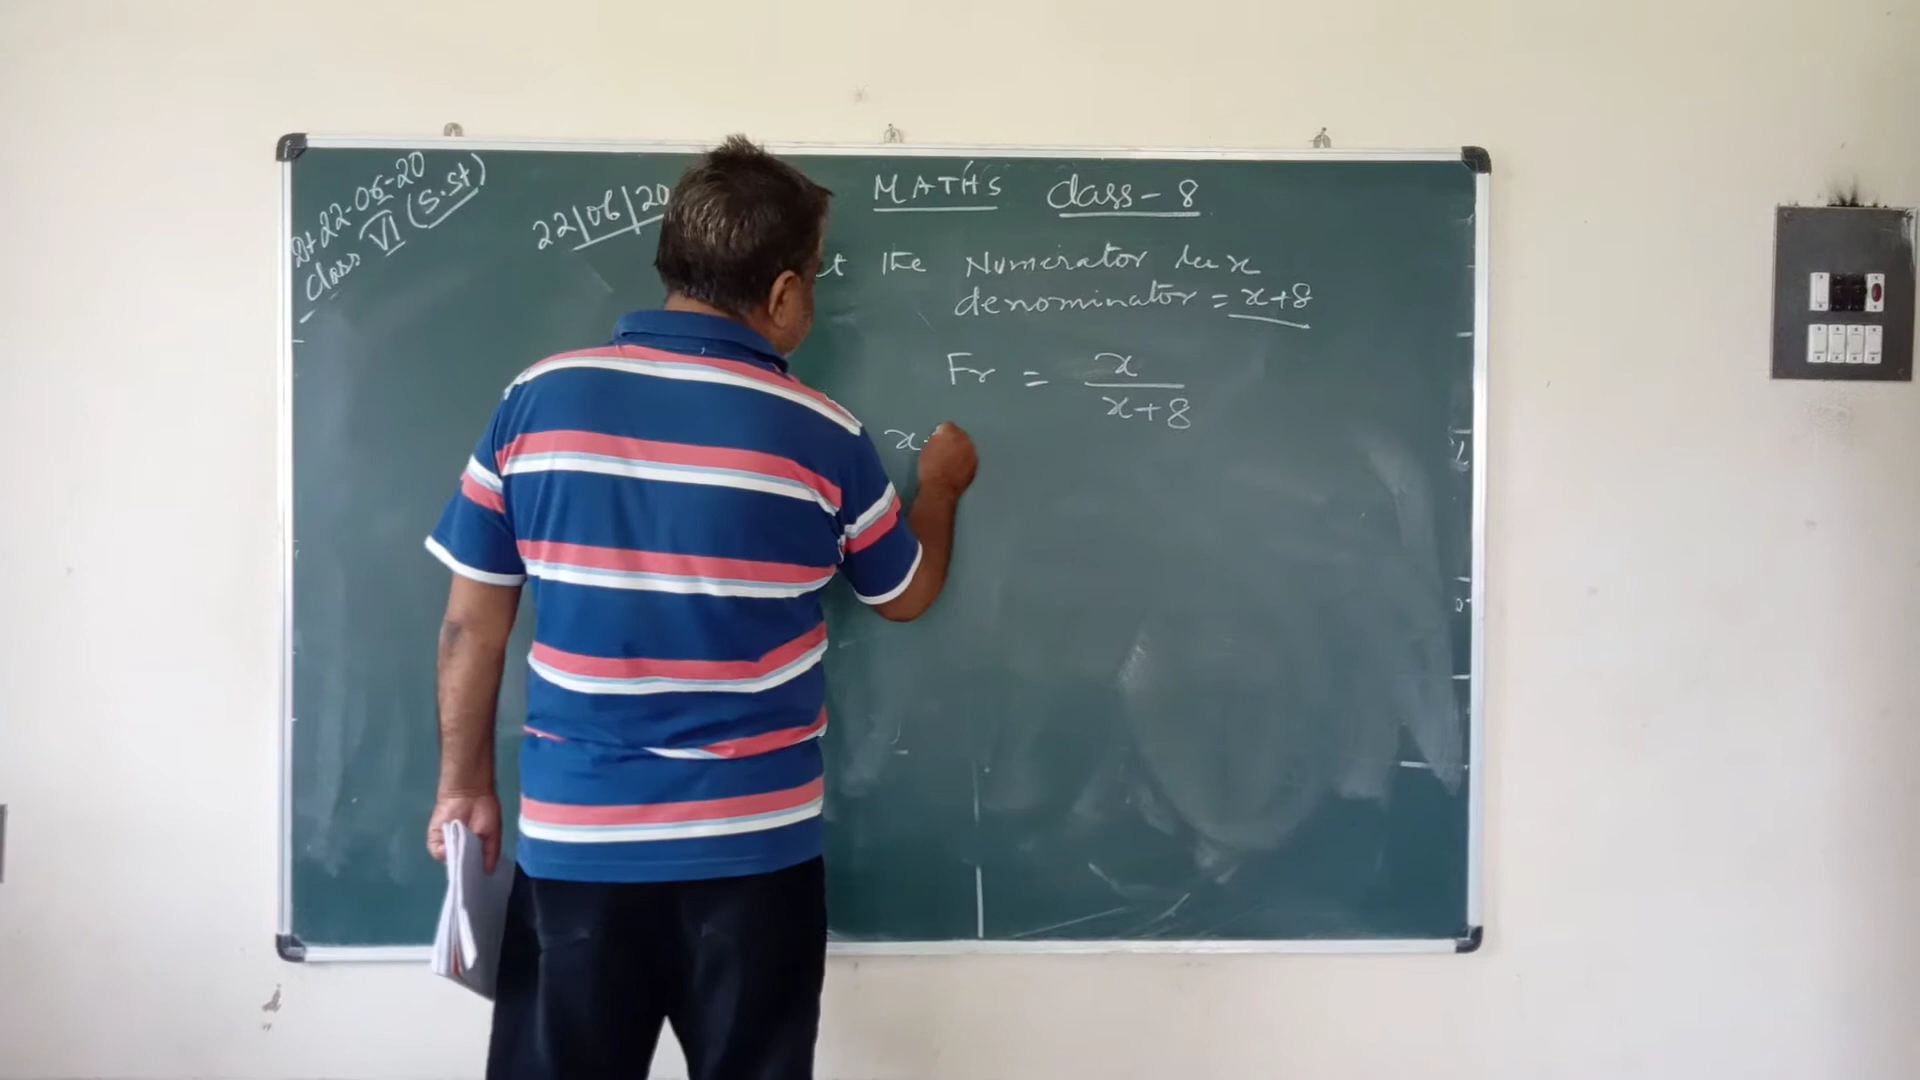 Dt 22-06-20
Class VI (S.St)
22/06/20
MATHS Class-8
the Numerator be x
denominator = x+8
Fr = x
x+8
x